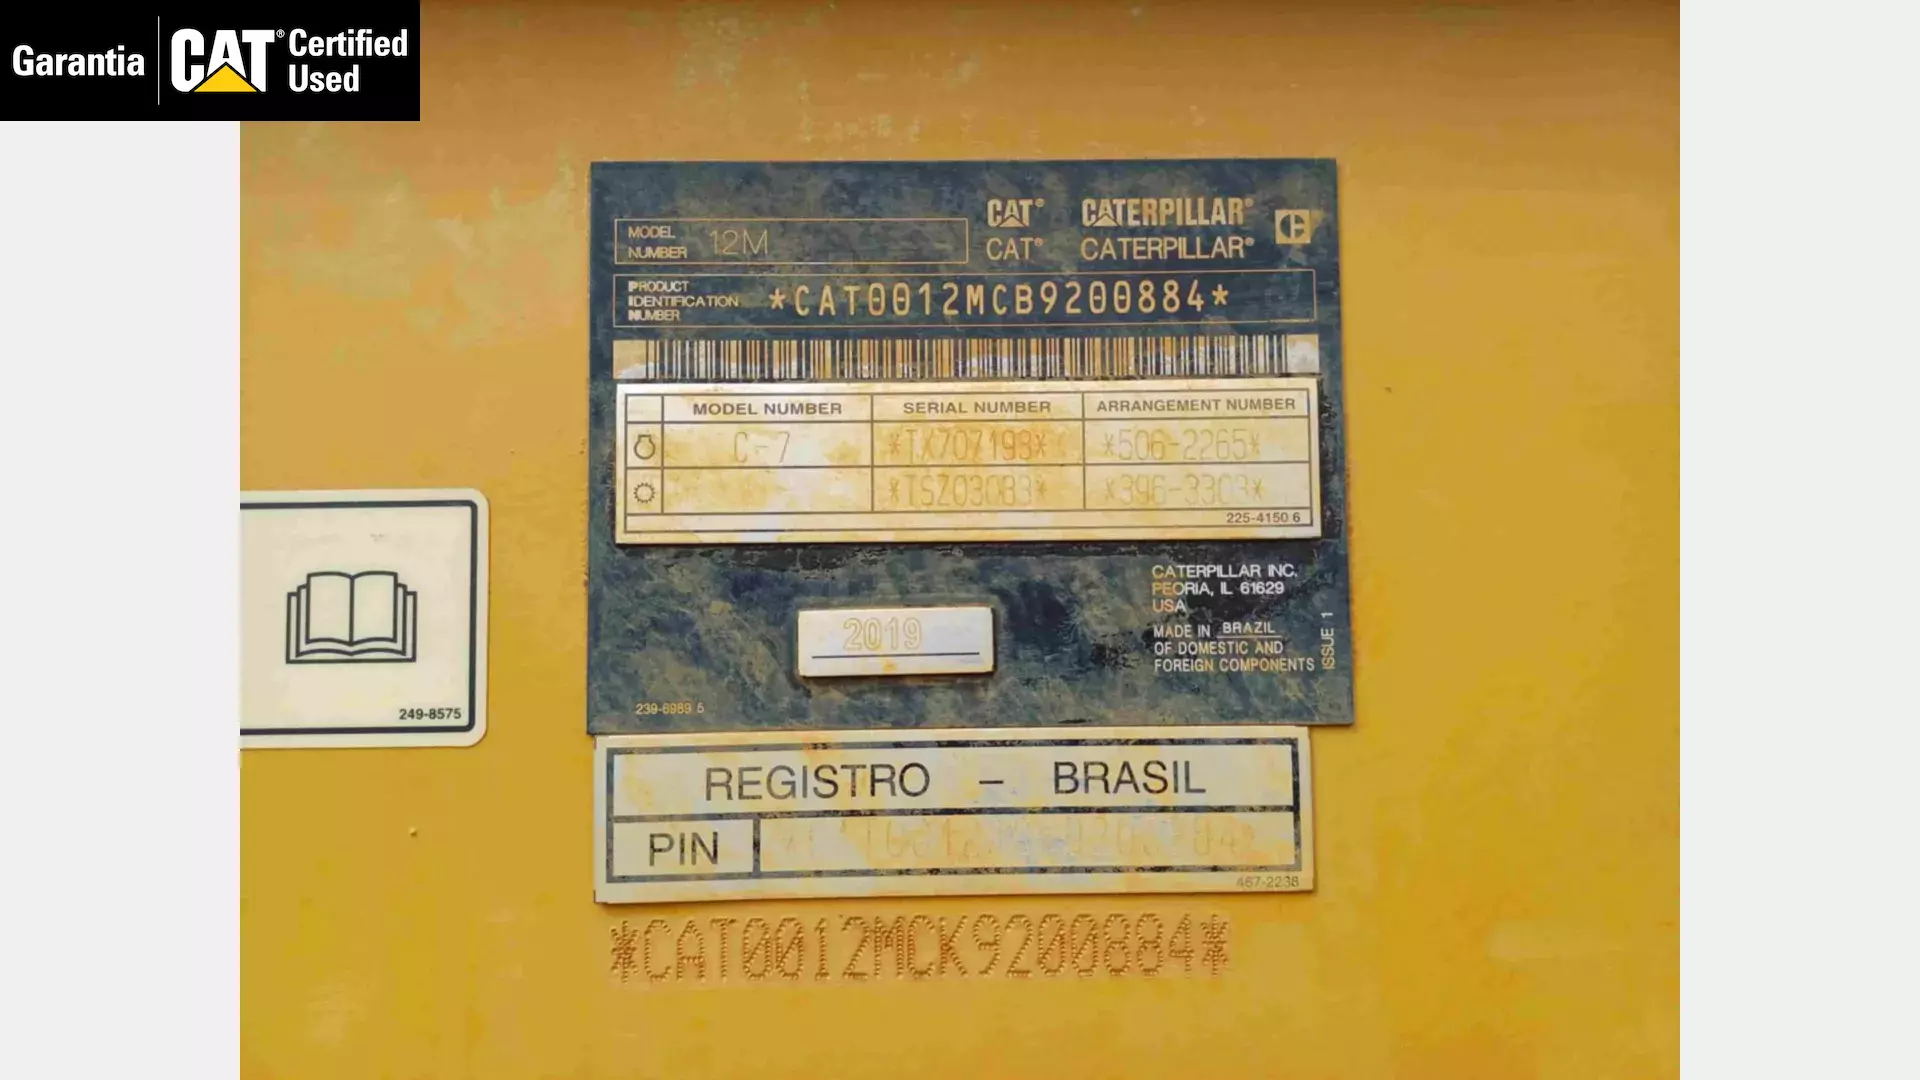 Garantia
CAT® Certified Used
CAT® CATERPILLAR®
MODEL NUMBER 12M
CAT® CATERPILLAR®
PRODUCT IDENTIFICATION NUMBER *CAT0012MCB9200884*
MODEL NUMBER SERIAL NUMBER ARRANGEMENT NUMBER
C-7 *TX707193* *506-2265*
*TSZ03083* *396-3303*
225-4150 6
CATERPILLAR INC.
PEORIA, IL 61629
USA
2019
MADE IN BRAZIL
OF DOMESTIC AND
FOREIGN COMPONENTS
ISSUE 1
239-6989 5
249-8575
REGISTRO - BRASIL
PIN
467-2238
*CAT0012MCK9200884*